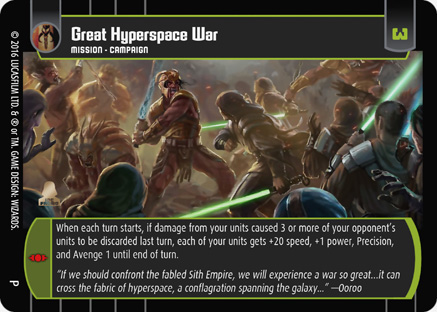 Great Hyperspace War
MISSION - CAMPAIGN
3
© 2016 LUCASFILM LTD. & ® or TM. GAME DESIGN: WIZARDS.
When each turn starts, if damage from your units caused 3 or more of your opponent's
units to be discarded last turn, each of your units gets +20 speed, +1 power, Precision,
and Avenge 1 until end of turn.
"If we should confront the fabled Sith Empire, we will experience a war so great...it can
cross the fabric of hyperspace, a conflagration spanning the galaxy..." —Ooroo
P